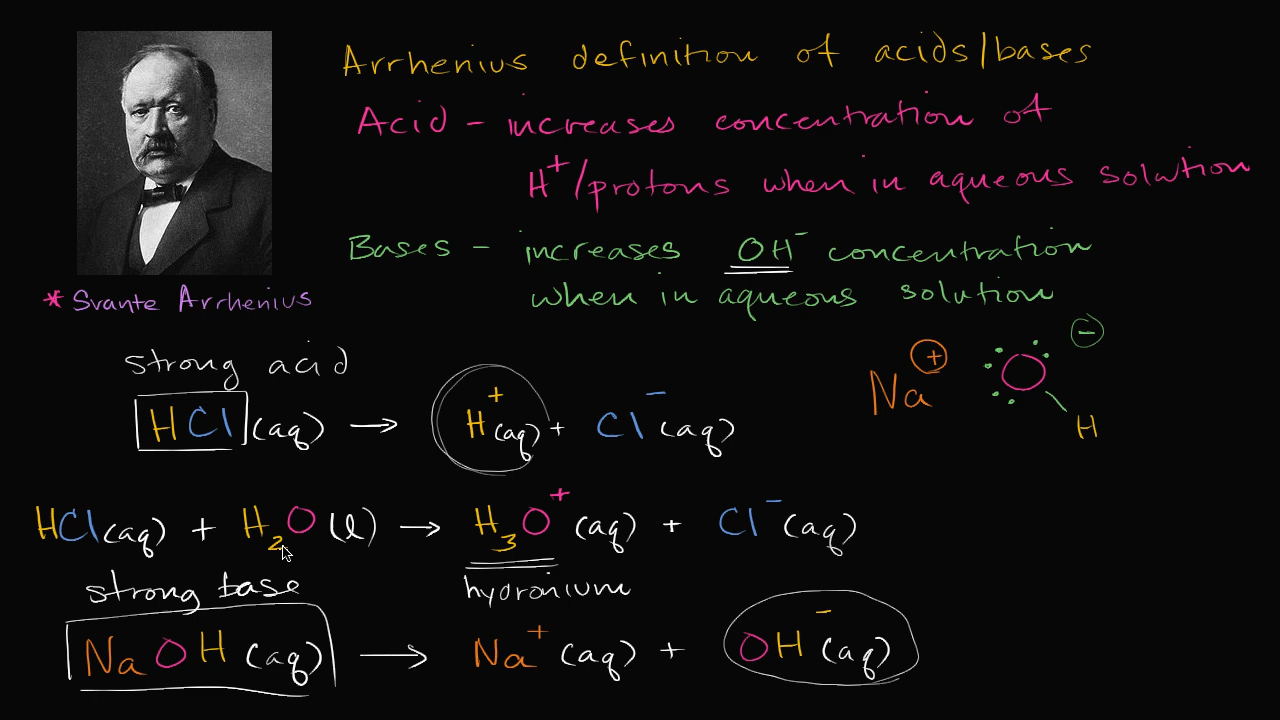 Arrhenius definition of acids/bases
Acid - increases concentration of
H⁺/protons when in aqueous solution
Bases - increases OH⁻ concentration
when in aqueous solution
* Svante Arrhenius
strong acid
HCl (aq) → H⁺(aq) + Cl⁻(aq)
Na⁺ O H ⁻
HCl(aq) + H₂O(l) → H₃O⁺(aq) + Cl⁻(aq)
hydronium
strong base
NaOH (aq) → Na⁺(aq) + OH⁻(aq)